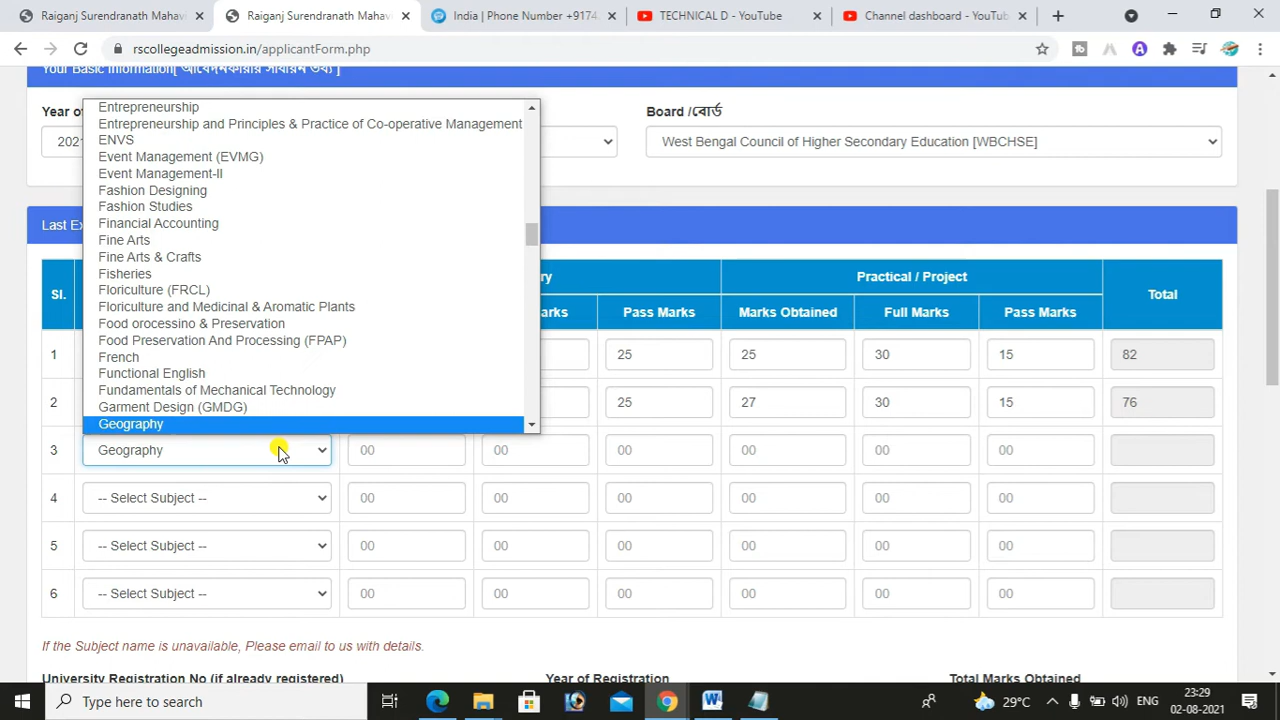 Raiganj Surendranath Mahavi
Raiganj Surendranath Mahavi
India | Phone Number +9174
TECHNICAL D - YouTube
Channel dashboard - YouTub
rscollegeadmission.in/applicantForm.php
Your Basic Information[ আবেদনকারীর সাধারন তথ্য ]
Year of
Board /বোর্ড
2021
West Bengal Council of Higher Secondary Education [WBCHSE]
Entrepreneurship
Entrepreneurship and Principles & Practice of Co-operative Management
ENVS
Event Management (EVMG)
Event Management-II
Fashion Designing
Fashion Studies
Financial Accounting
Fine Arts
Fine Arts & Crafts
Fisheries
Floriculture (FRCL)
Floriculture and Medicinal & Aromatic Plants
Food orocessino & Preservation
Food Preservation And Processing (FPAP)
French
Functional English
Fundamentals of Mechanical Technology
Garment Design (GMDG)
Geography
Last Ex
Sl.
ry
Practical / Project
Total
arks
Pass Marks
Marks Obtained
Full Marks
Pass Marks
1
25
25
30
15
82
2
25
27
30
15
76
3
Geography
00
00
00
00
00
00
4
-- Select Subject --
00
00
00
00
00
00
5
-- Select Subject --
00
00
00
00
00
00
6
-- Select Subject --
00
00
00
00
00
00
If the Subject name is unavailable, Please email to us with details.
University Registration No (if already registered)
Year of Registration
Total Marks Obtained
Type here to search
29°C
ENG
23:29
02-08-2021